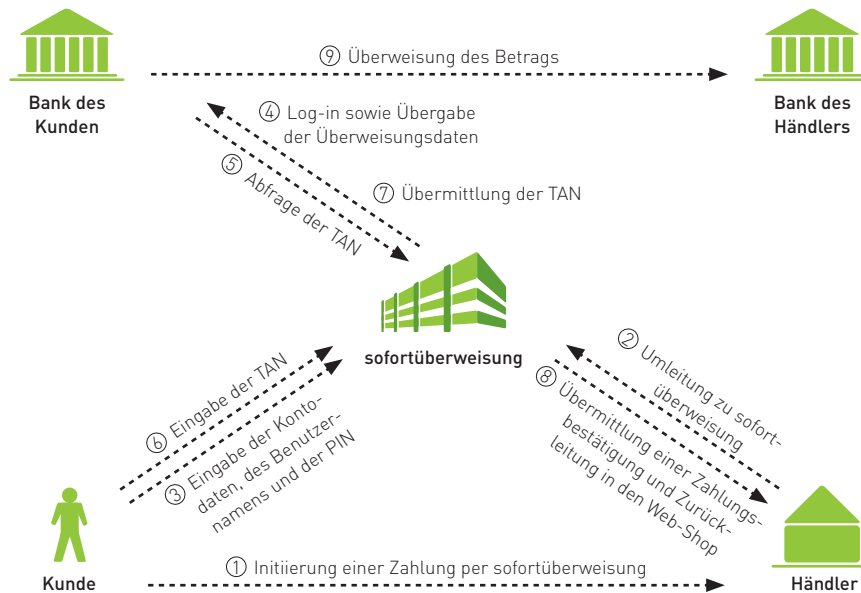 ⑨ Überweisung des Betrags
Bank des
Kunden
Bank des
Händlers
④ Log-in sowie Übergabe
der Überweisungsdaten
⑤ Abfrage der TAN
⑦ Übermittlung der TAN
sofortüberweisung
⑥ Eingabe der TAN
③ Eingabe der Konto-
daten, des Benutzer-
namens und der PIN
② Umleitung zu sofort-
überweisung
⑧ Übermittlung einer Zahlungs-
bestätigung und Zurück-
leitung in den Web-Shop
Kunde
① Initiierung einer Zahlung per sofortüberweisung
Händler